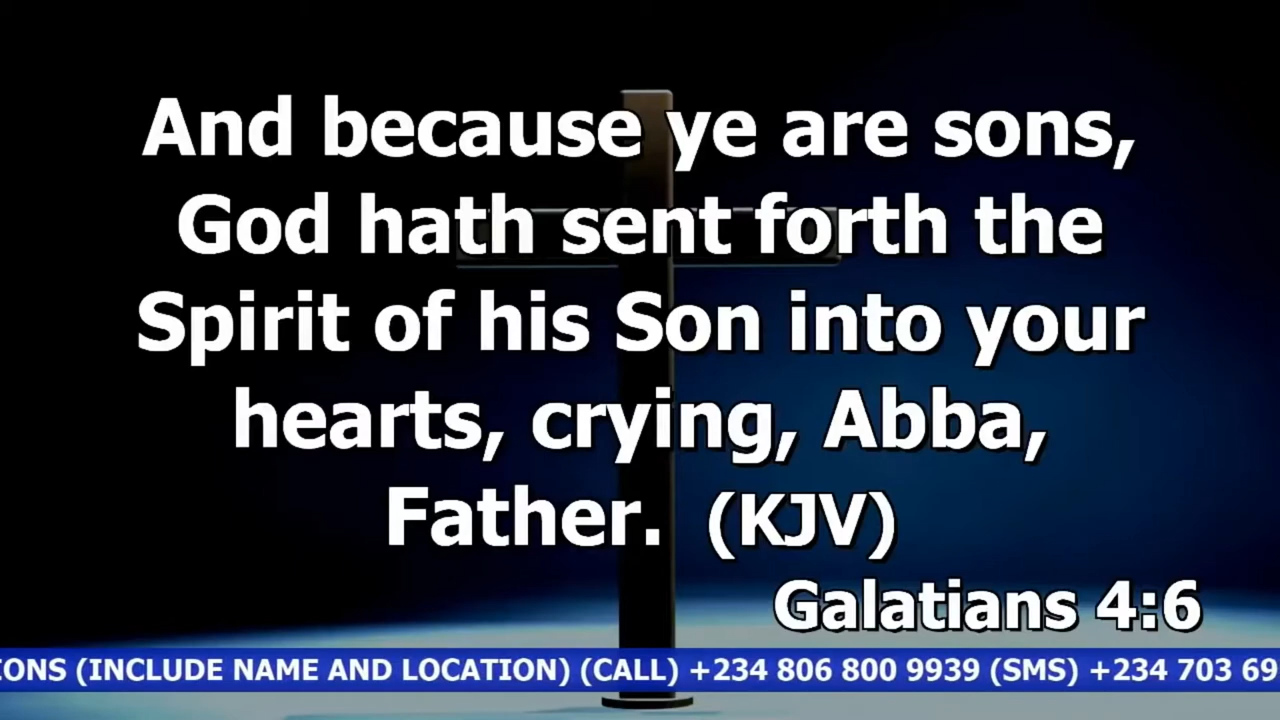 And because ye are sons,
God hath sent forth the
Spirit of his Son into your
hearts, crying, Abba,
Father. (KJV)
Galatians 4:6
IONS (INCLUDE NAME AND LOCATION) (CALL) +234 806 800 9939 (SMS) +234 703 69